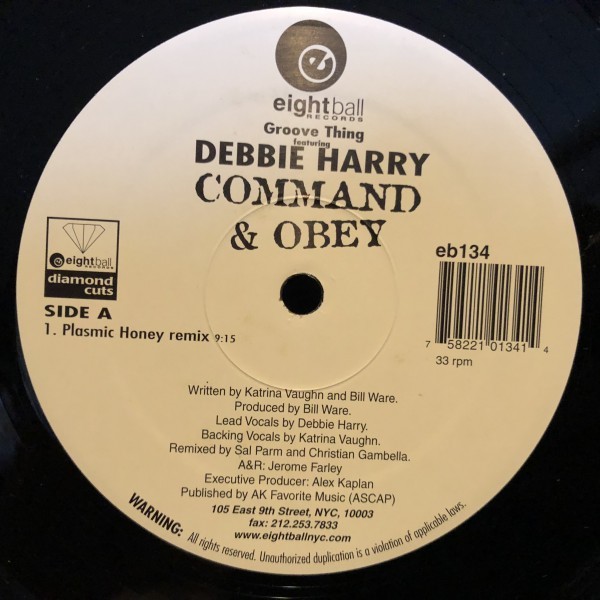 eightball
RECORDS
Groove Thing
featuring
DEBBIE HARRY
COMMAND
& OBEY
eightball
RECORDS
diamond
cuts
eb134
7 58221 01341 4
33 rpm
SIDE A
1. Plasmic Honey remix 9:15
Written by Katrina Vaughn and Bill Ware.
Produced by Bill Ware.
Lead Vocals by Debbie Harry.
Backing Vocals by Katrina Vaughn.
Remixed by Sal Parm and Christian Gambella.
A&R: Jerome Farley
Executive Producer: Alex Kaplan
Published by AK Favorite Music (ASCAP)
105 East 9th Street, NYC, 10003
fax: 212.253.7833
www.eightballnyc.com
WARNING: All rights reserved. Unauthorized duplication is a violation of applicable laws.